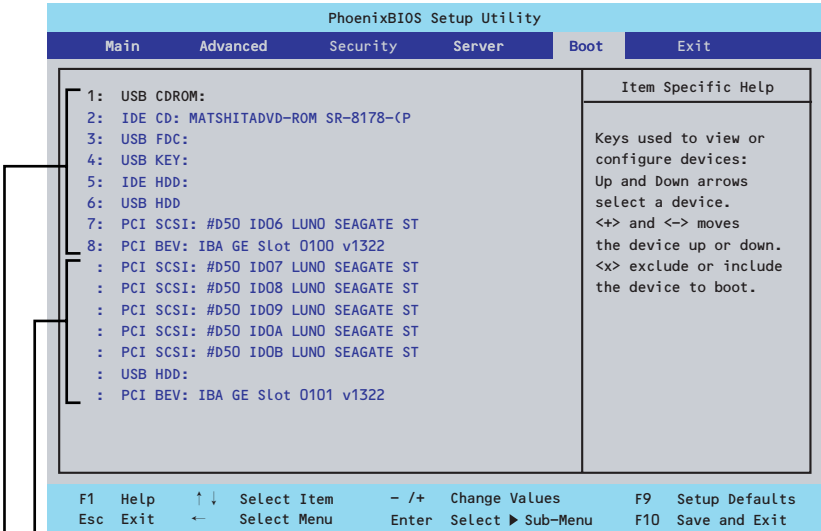 PhoenixBIOS Setup Utility
Main Advanced Security Server Boot Exit
1: USB CDROM:
2: IDE CD: MATSHITADVD-ROM SR-8178-(P
3: USB FDC:
4: USB KEY:
5: IDE HDD:
6: USB HDD
7: PCI SCSI: #D50 ID06 LUN0 SEAGATE ST
8: PCI BEV: IBA GE Slot 0100 v1322
: PCI SCSI: #D50 ID07 LUN0 SEAGATE ST
: PCI SCSI: #D50 ID08 LUN0 SEAGATE ST
: PCI SCSI: #D50 ID09 LUN0 SEAGATE ST
: PCI SCSI: #D50 ID0A LUN0 SEAGATE ST
: PCI SCSI: #D50 ID0B LUN0 SEAGATE ST
: USB HDD:
: PCI BEV: IBA GE Slot 0101 v1322
Item Specific Help
Keys used to view or
configure devices:
Up and Down arrows
select a device.
<+> and <-> moves
the device up or down.
<x> exclude or include
the device to boot.
F1 Help ↑↓ Select Item - /+ Change Values F9 Setup Defaults
Esc Exit ← Select Menu Enter Select ▶ Sub-Menu F10 Save and Exit